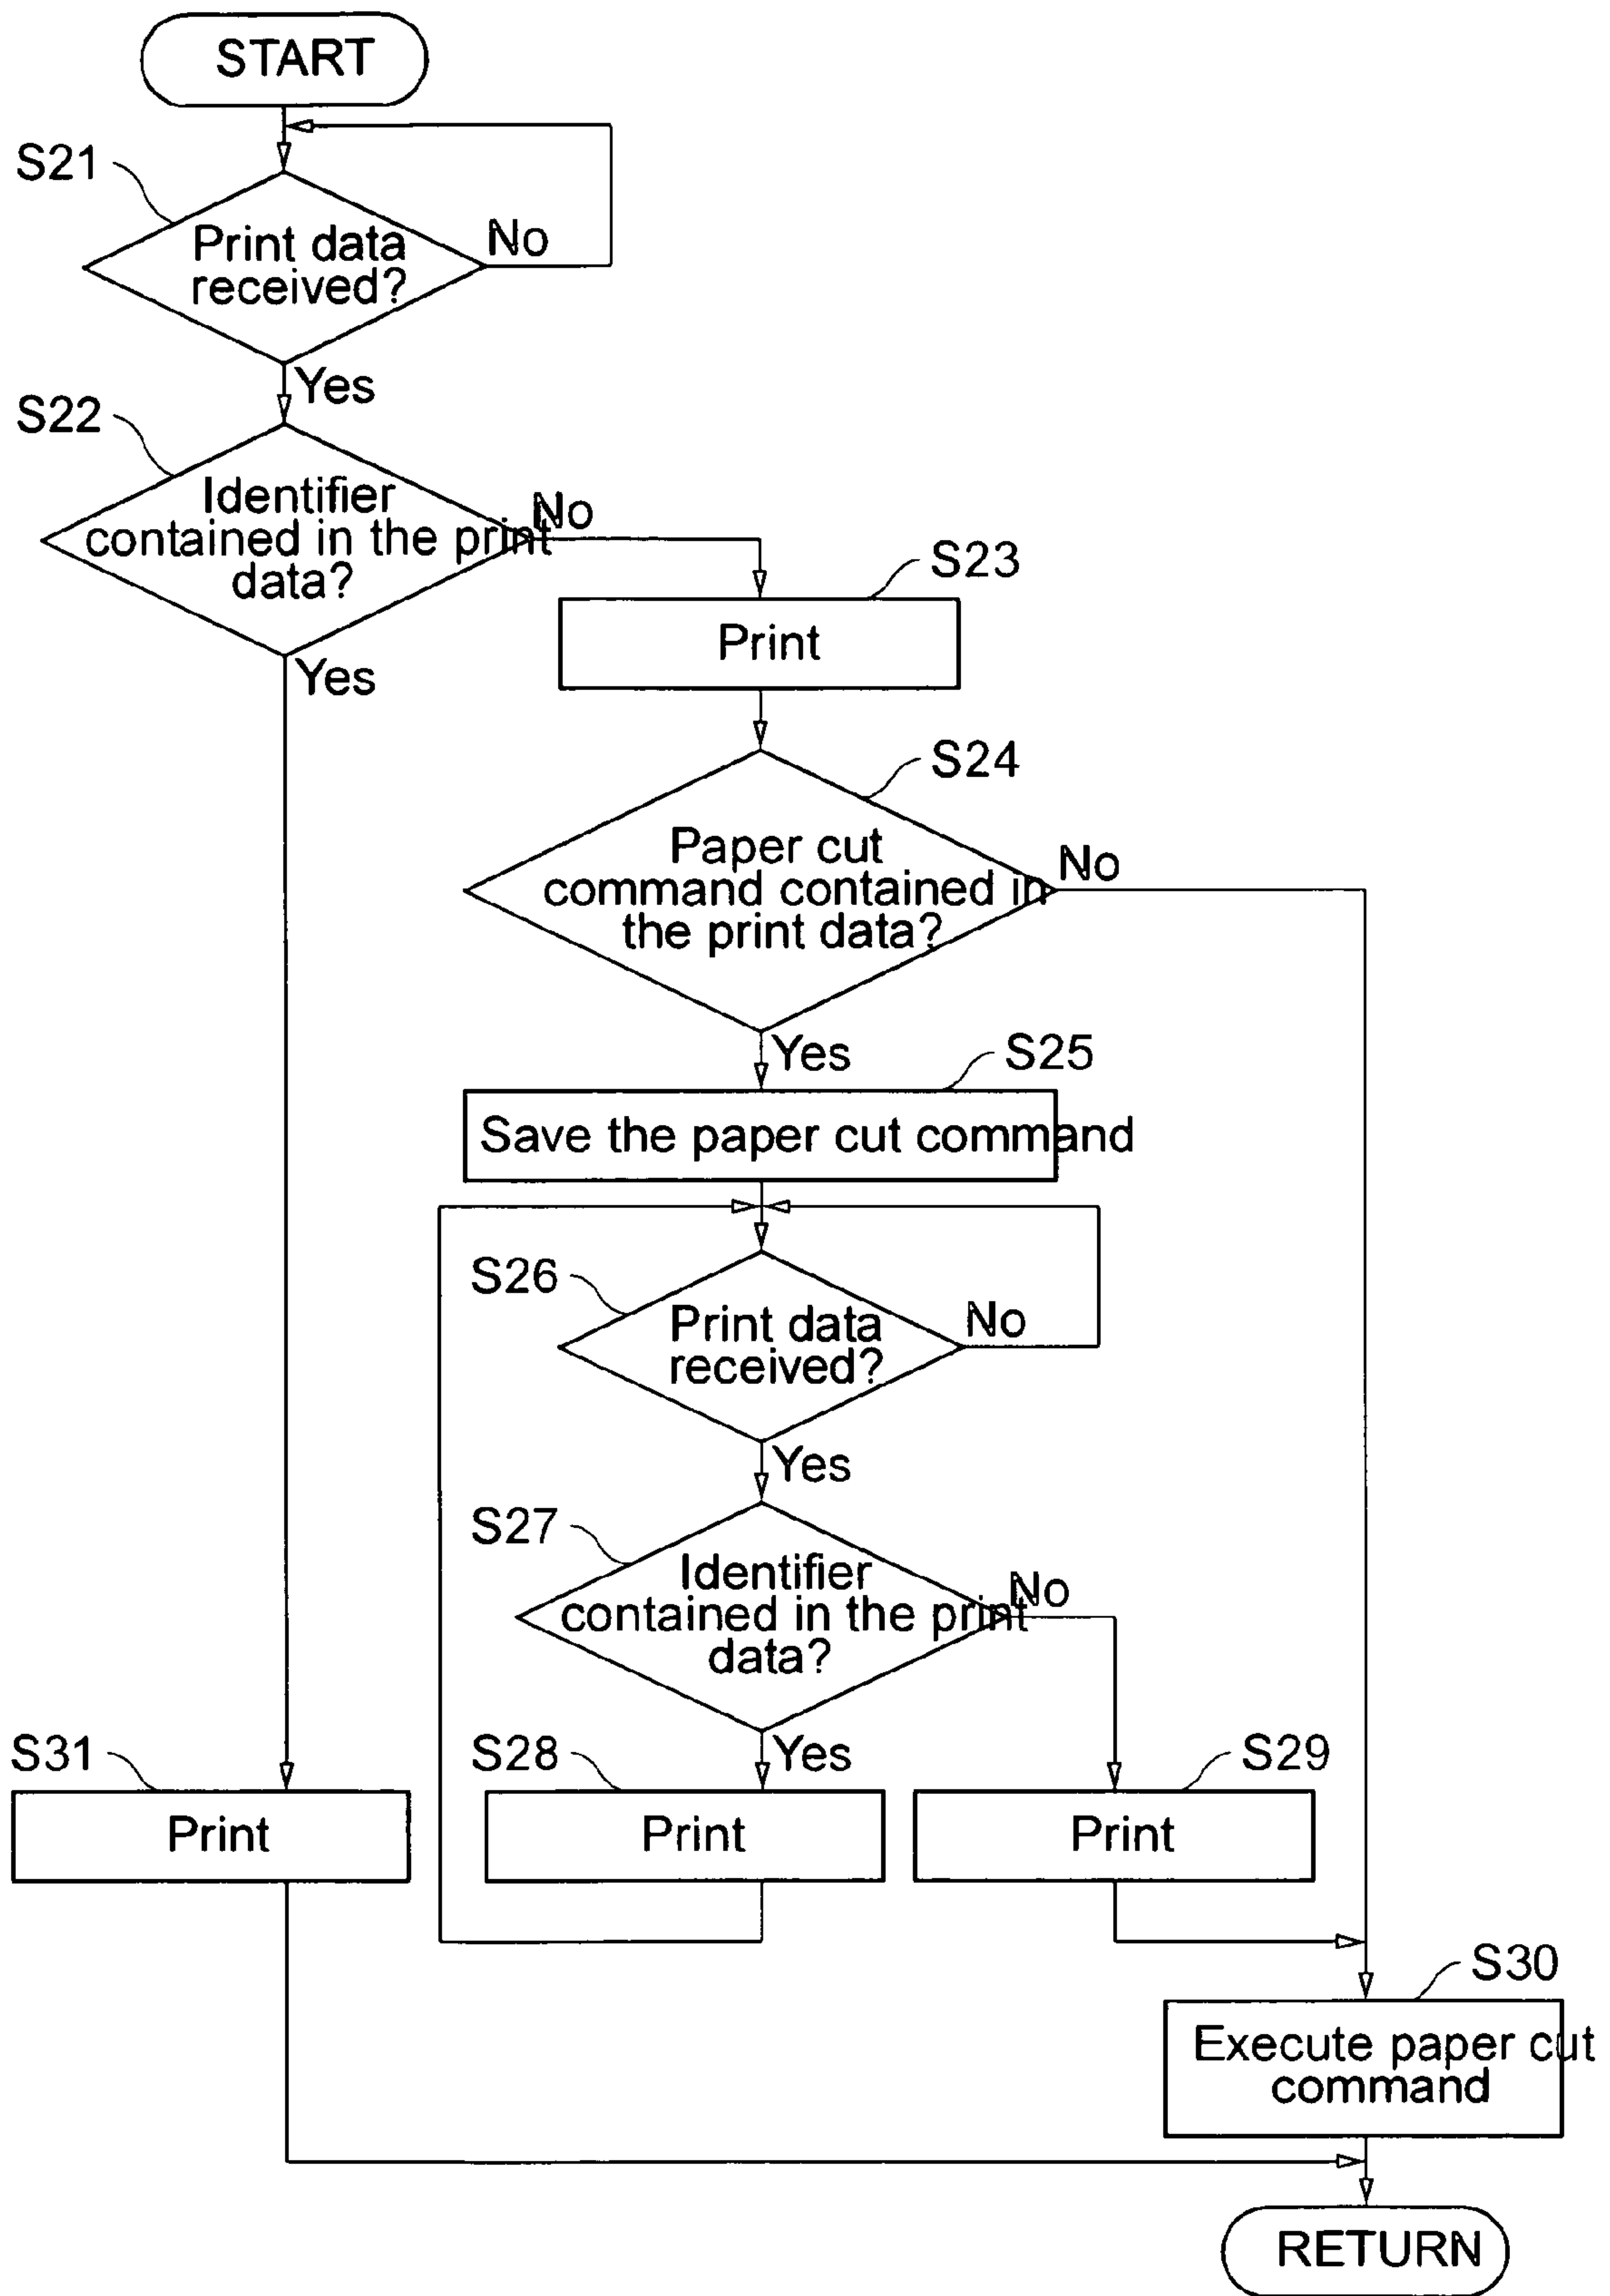 START
S21
Print data
received?
No
Yes
S22
Identifier
contained in the print
data?
No
Yes
S23
Print
S24
Paper cut
command contained in
the print data?
No
Yes
S25
Save the paper cut command
S26
Print data
received?
No
Yes
S27
Identifier
contained in the print
data?
No
Yes
S31
Print
S28
Print
S29
Print
S30
Execute paper cut
command
RETURN